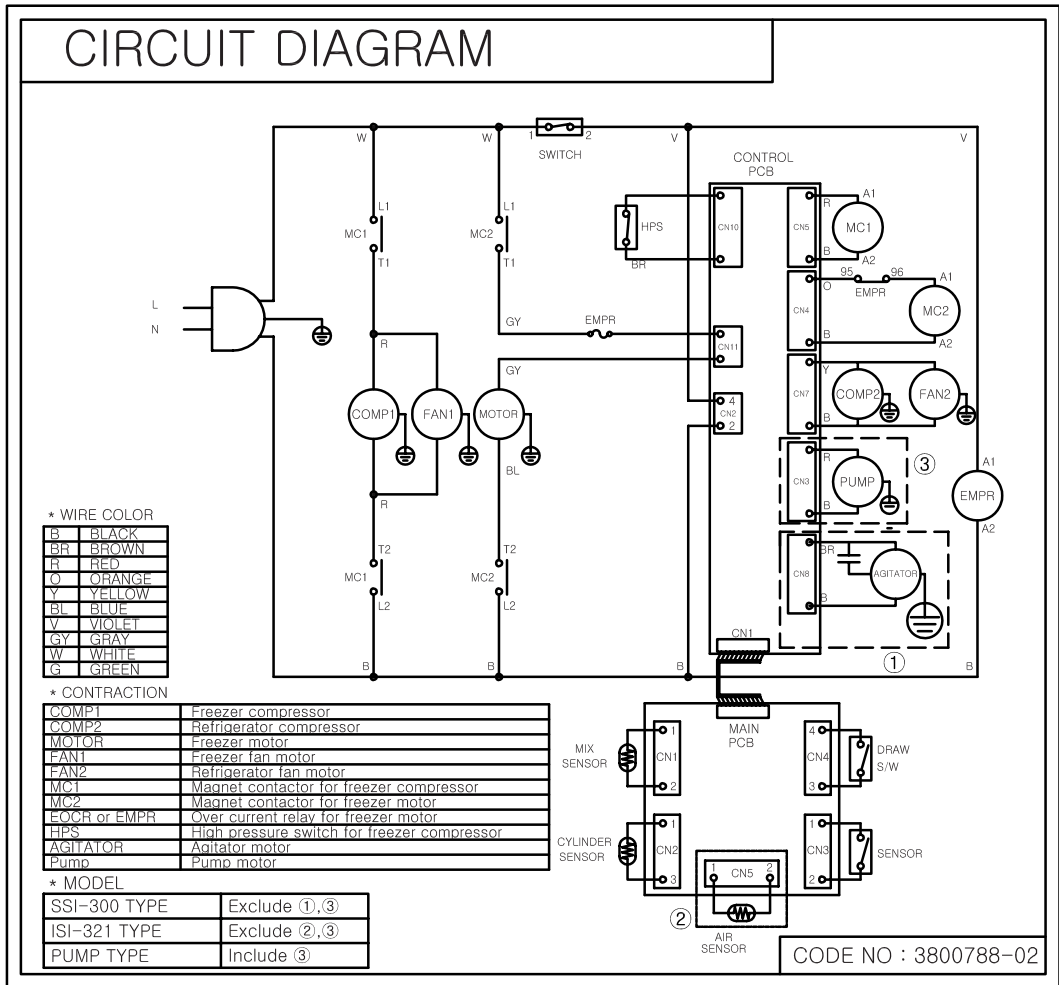 CIRCUIT DIAGRAM
W W 1 2 V V
SWITCH
CONTROL
PCB
L1 L1
MC1 MC2
T1 T1
HPS
BR
CN10
CN5 R A1
MC1
B A2
L
N
CN4 O 95 96 A1
EMPR
MC2
B A2
GY EMPR
CN11
R GY
CN7 Y
COMP2 FAN2
B
COMP1 FAN1 MOTOR
4
CN2
2
BL
R
CN3 R
PUMP
B
③
A1
EMPR
A2
T2 T2
MC1 MC2
L2 L2
CN8 BR
AGITATOR
B
①
B B B B
CN1
* WIRE COLOR
B BLACK
BR BROWN
R RED
O ORANGE
Y YELLOW
BL BLUE
V VIOLET
GY GRAY
W WHITE
G GREEN
* CONTRACTION
COMP1 Freezer compressor
COMP2 Refrigerator compressor
MOTOR Freezer motor
FAN1 Freezer fan motor
FAN2 Refrigerator fan motor
MC1 Magnet contactor for freezer compressor
MC2 Magnet contactor for freezer motor
EOCR or EMPR Over current relay for freezer motor
HPS High pressure switch for freezer compressor
AGITATOR Agitator motor
Pump Pump motor
* MODEL
SSI-300 TYPE Exclude ①,③
ISI-321 TYPE Exclude ②,③
PUMP TYPE Include ③
MAIN
PCB
MIX
SENSOR
1
CN1
2
4
CN4
3
DRAW
S/W
CYLINDER
SENSOR
1
CN2
3
1
CN3
2
SENSOR
1 CN5 2
②
AIR
SENSOR
CODE NO : 3800788-02